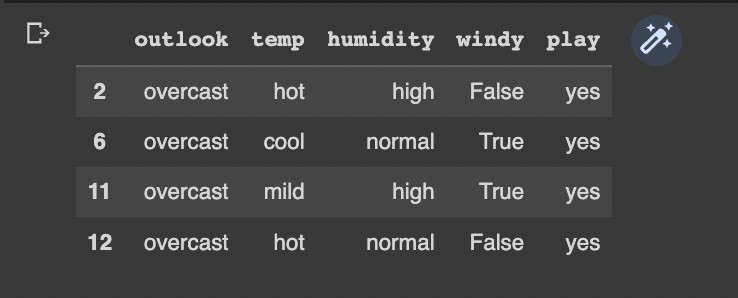 outlook temp humidity windy play
2 overcast hot high False yes
6 overcast cool normal True yes
11 overcast mild high True yes
12 overcast hot normal False yes